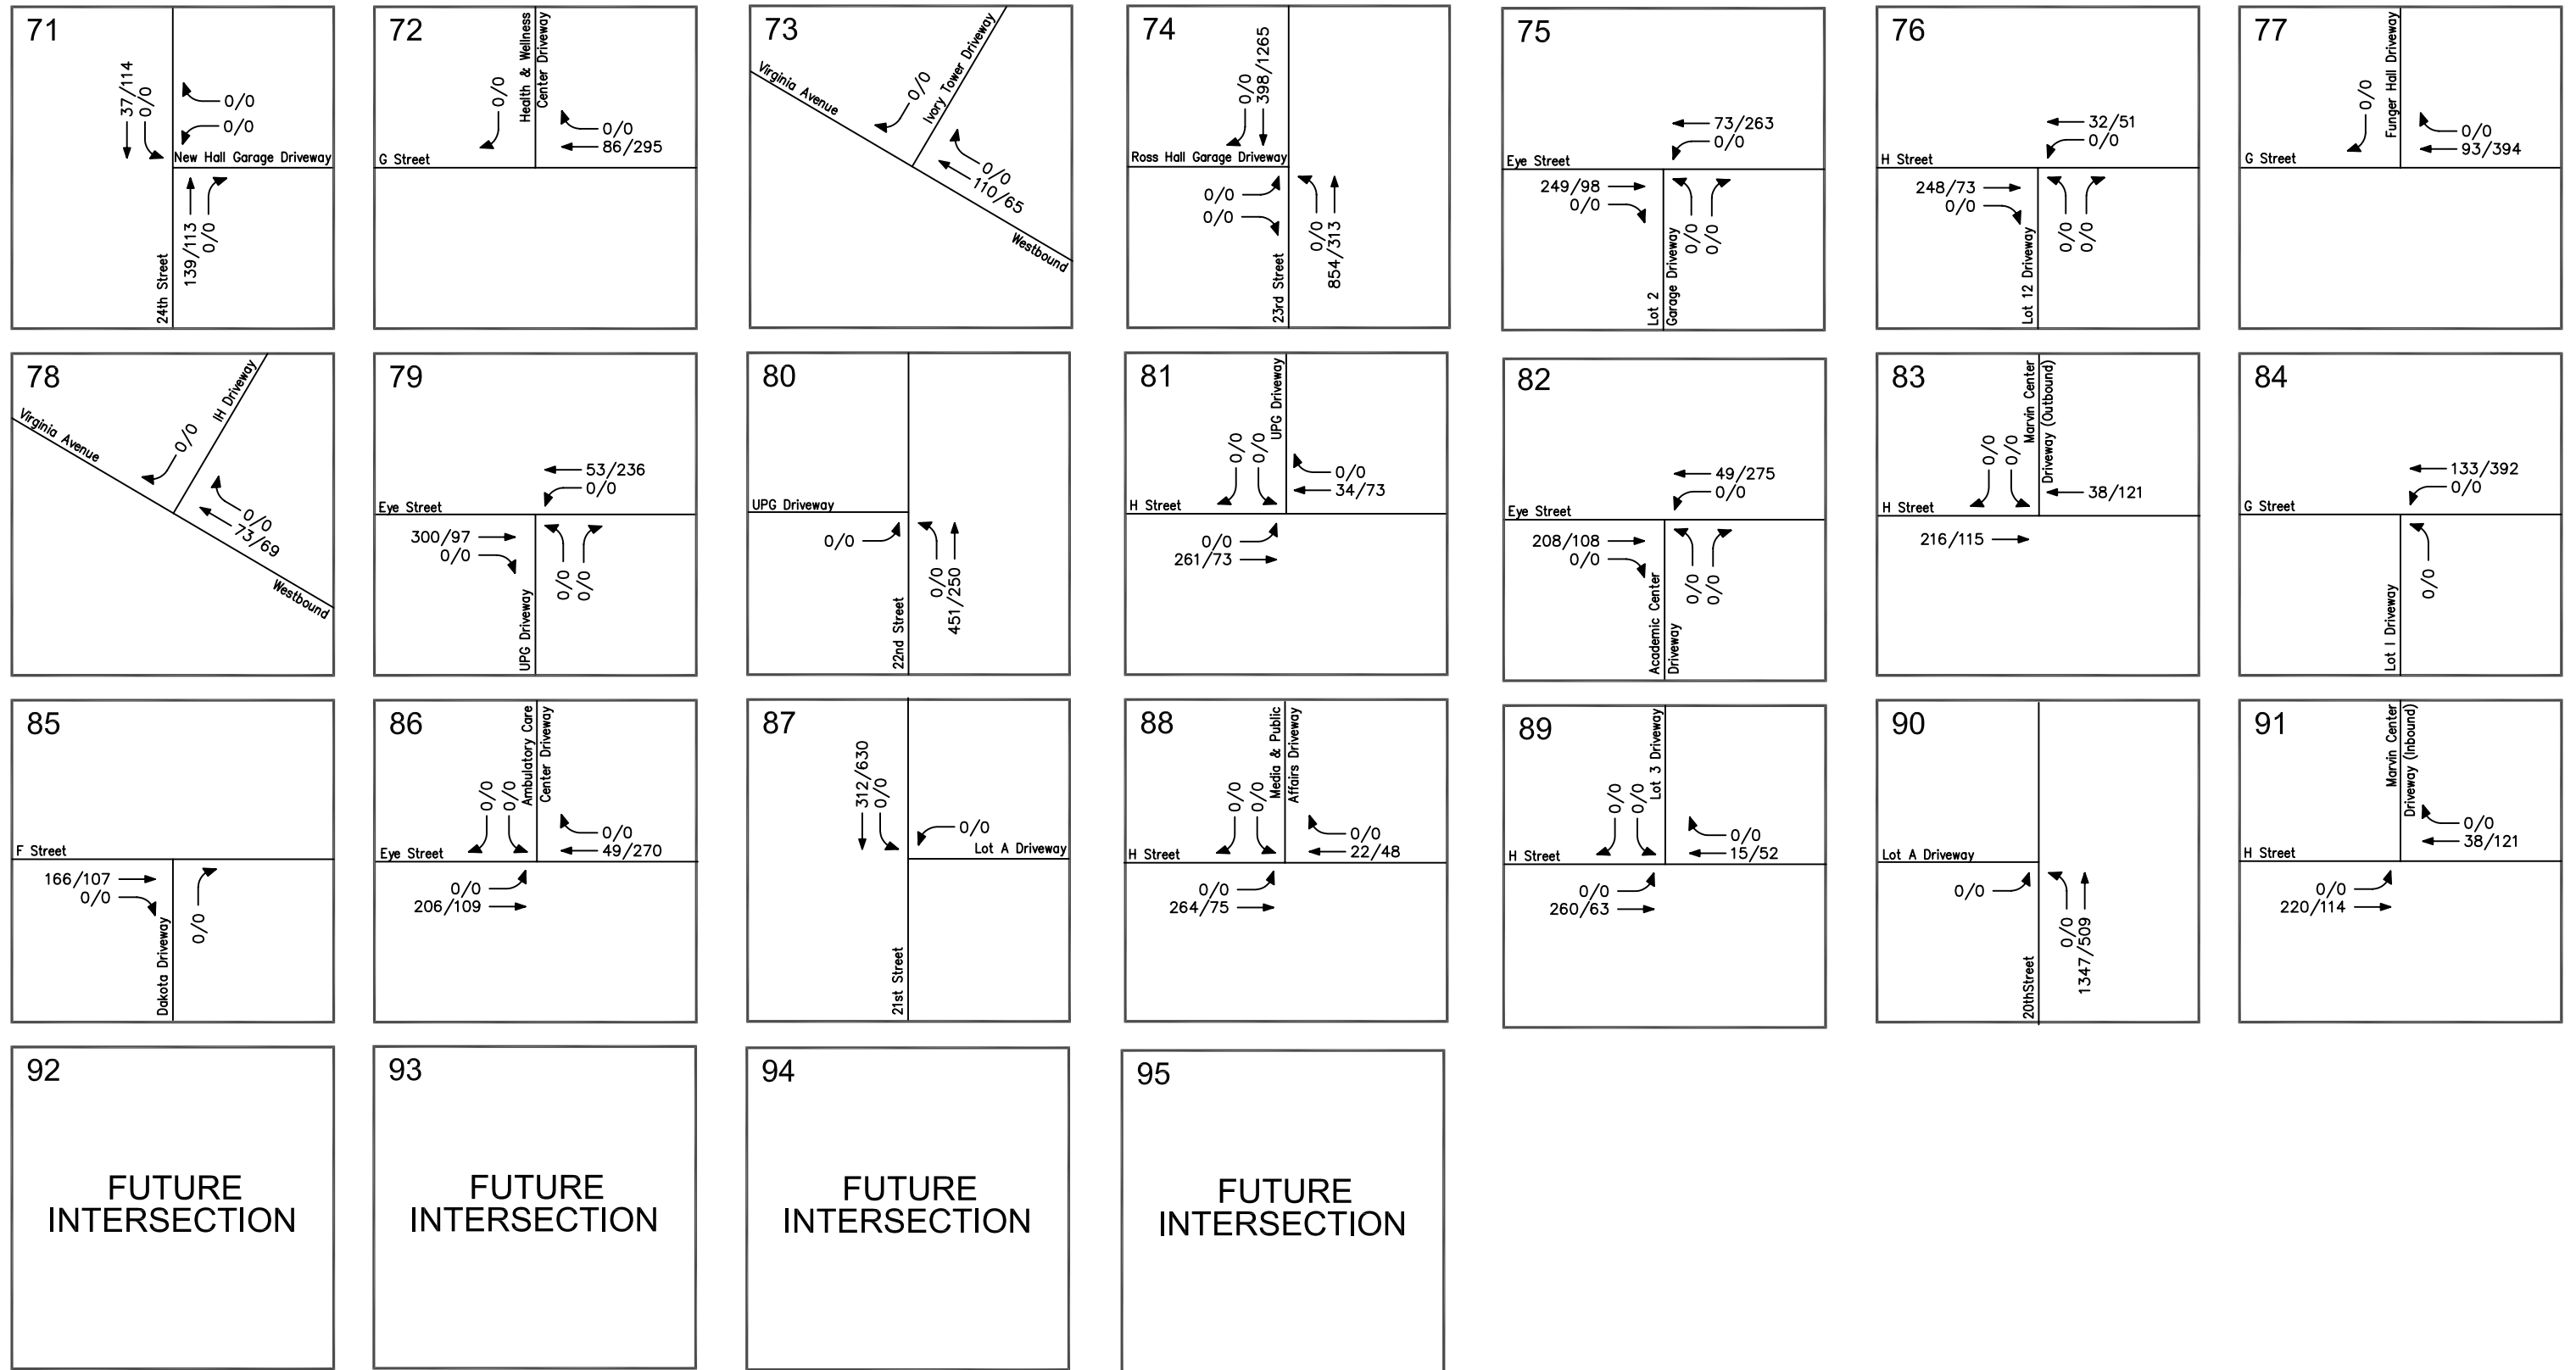 71
37/114
0/0
0/0
0/0
New Hall Garage Driveway
139/113
0/0
24th Street
72
Health & Wellness
Center Driveway
0/0
0/0
86/295
G Street
73
Virginia Avenue
Ivory Tower Driveway
0/0
0/0
110/65
Westbound
74
0/0
398/1265
Ross Hall Garage Driveway
0/0
0/0
0/0
854/313
23rd Street
75
73/263
0/0
Eye Street
249/98
0/0
0/0
0/0
Lot 2
Garage Driveway
76
32/51
0/0
H Street
248/73
0/0
0/0
0/0
Lot 12 Driveway
77
Funger Hall Driveway
0/0
0/0
93/394
G Street
78
Virginia Avenue
IH Driveway
0/0
0/0
73/69
Westbound
79
53/236
0/0
Eye Street
300/97
0/0
0/0
0/0
UPG Driveway
80
UPG Driveway
0/0
0/0
451/250
22nd Street
81
UPG Driveway
0/0
0/0
0/0
34/73
H Street
0/0
261/73
82
49/275
0/0
Eye Street
208/108
0/0
0/0
0/0
Academic Center
Driveway
83
Marvin Center
Driveway (Outbound)
0/0
0/0
38/121
H Street
216/115
84
133/392
0/0
G Street
0/0
Lot I Driveway
85
F Street
166/107
0/0
0/0
Dakota Driveway
86
Ambulatory Care
Center Driveway
0/0
0/0
0/0
49/270
Eye Street
0/0
206/109
87
312/630
0/0
0/0
Lot A Driveway
21st Street
88
Media & Public
Affairs Driveway
0/0
0/0
0/0
22/48
H Street
0/0
264/75
89
Lot 3 Driveway
0/0
0/0
0/0
15/52
H Street
0/0
260/63
90
Lot A Driveway
0/0
0/0
1347/509
20thStreet
91
Marvin Center
Driveway (Inbound)
0/0
38/121
H Street
0/0
220/114
92
FUTURE
INTERSECTION
93
FUTURE
INTERSECTION
94
FUTURE
INTERSECTION
95
FUTURE
INTERSECTION